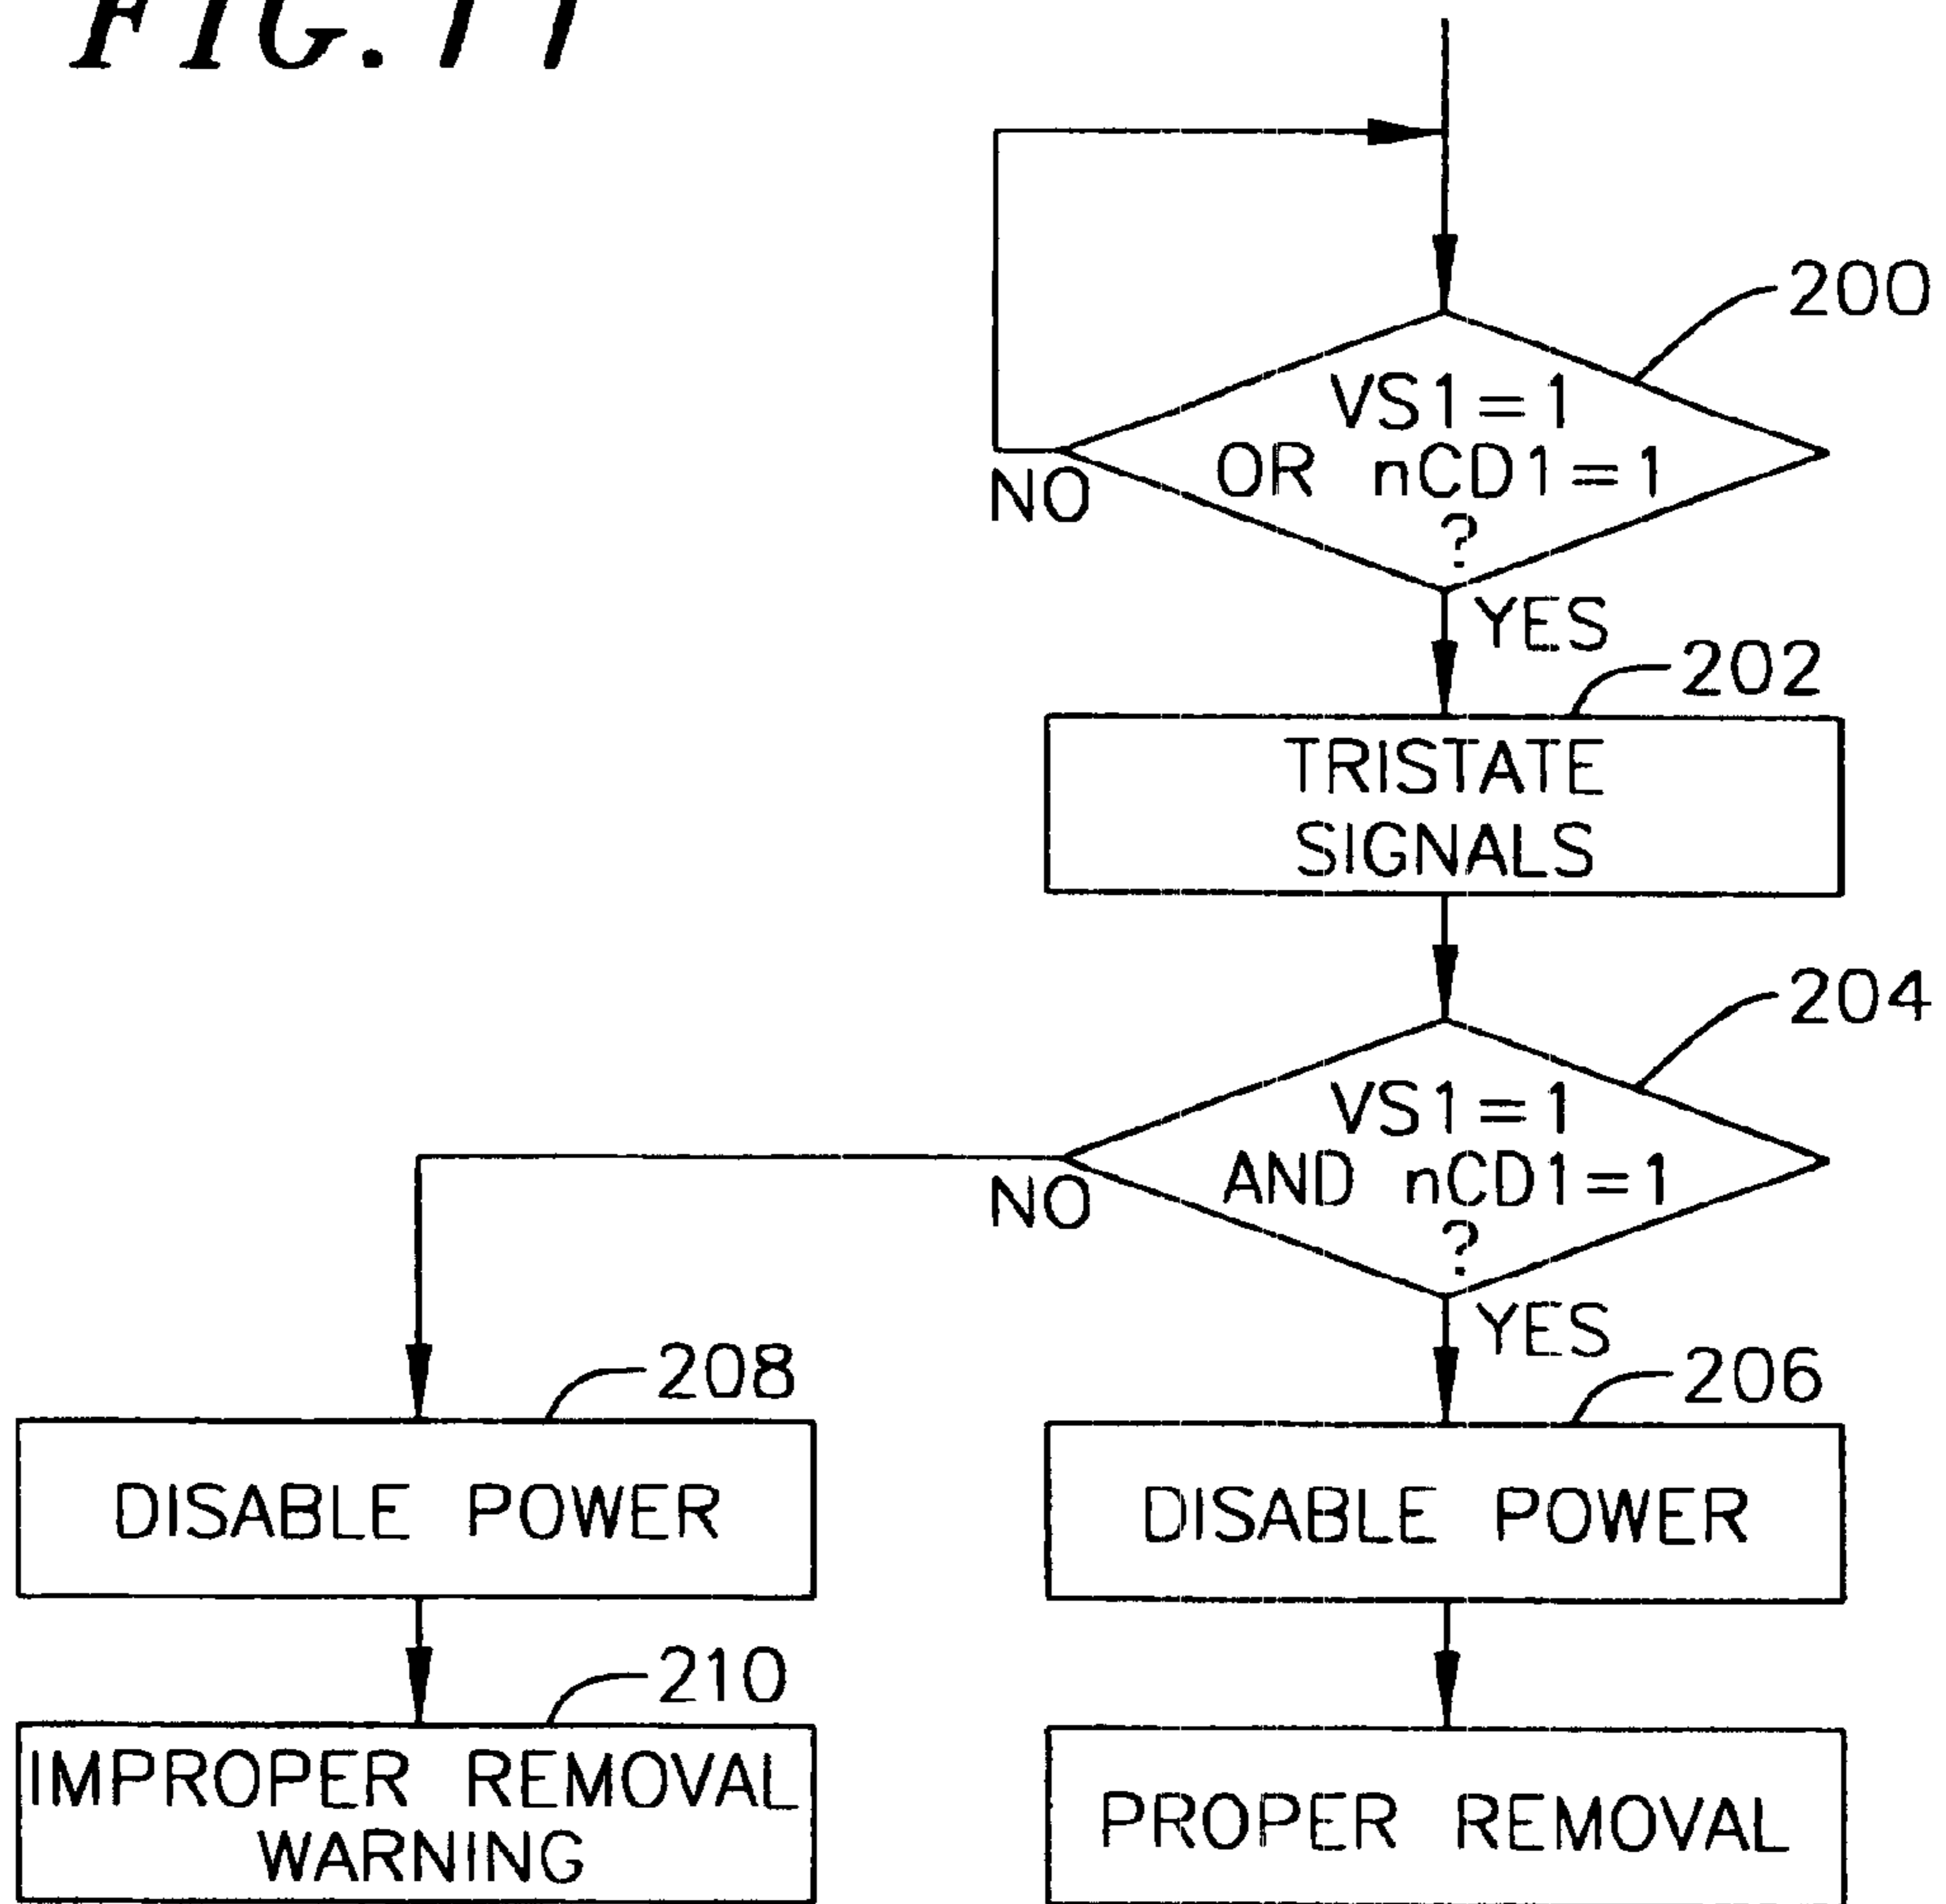 FIG. 11
200
VS1=1
OR nCD1=1
?
NO
YES
202
TRISTATE
SIGNALS
204
VS1=1
AND nCD1=1
?
NO
YES
208
206
DISABLE POWER
DISABLE POWER
210
IMPROPER REMOVAL
WARNING
PROPER REMOVAL